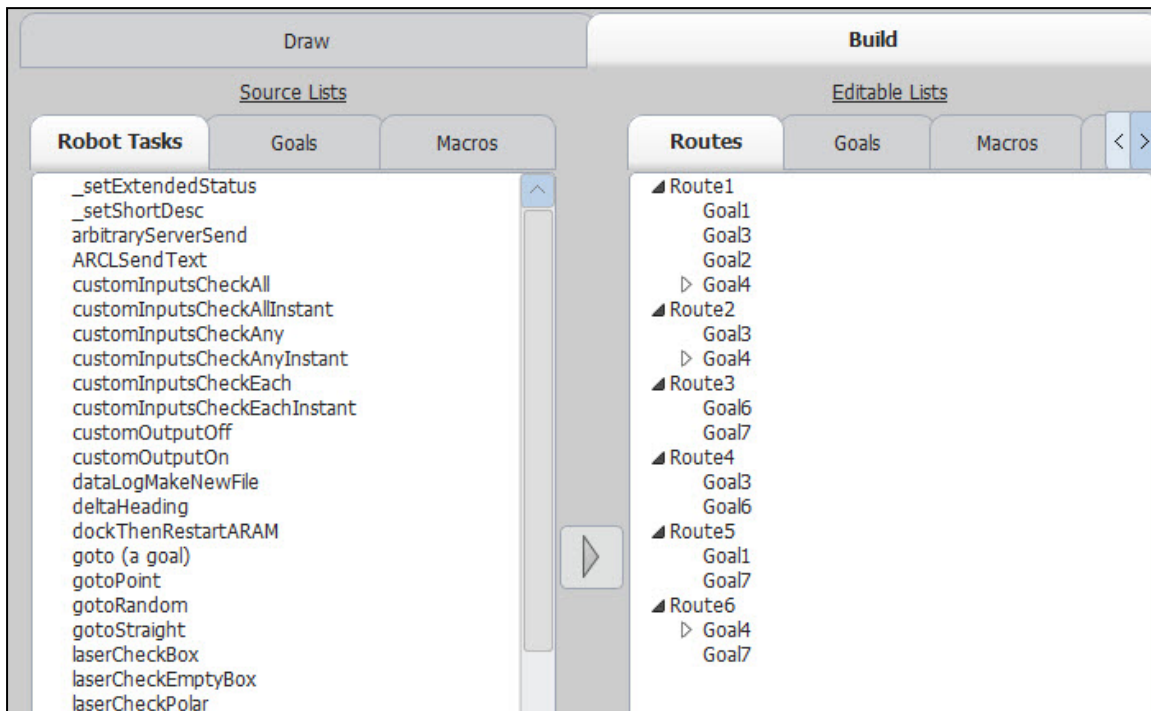 Draw
Build
Source Lists
Editable Lists
Robot Tasks
Goals
Macros
Routes
Goals
Macros
_setExtendedStatus
_setShortDesc
arbitraryServerSend
ARCLSendText
customInputsCheckAll
customInputsCheckAllInstant
customInputsCheckAny
customInputsCheckAnyInstant
customInputsCheckEach
customInputsCheckEachInstant
customOutputOff
customOutputOn
dataLogMakeNewFile
deltaHeading
dockThenRestartARAM
goto (a goal)
gotoPoint
gotoRandom
gotoStraight
laserCheckBox
laserCheckEmptyBox
laserCheckPolar
Route1
Goal1
Goal3
Goal2
Goal4
Route2
Goal3
Goal4
Route3
Goal6
Goal7
Route4
Goal3
Goal6
Route5
Goal1
Goal7
Route6
Goal4
Goal7